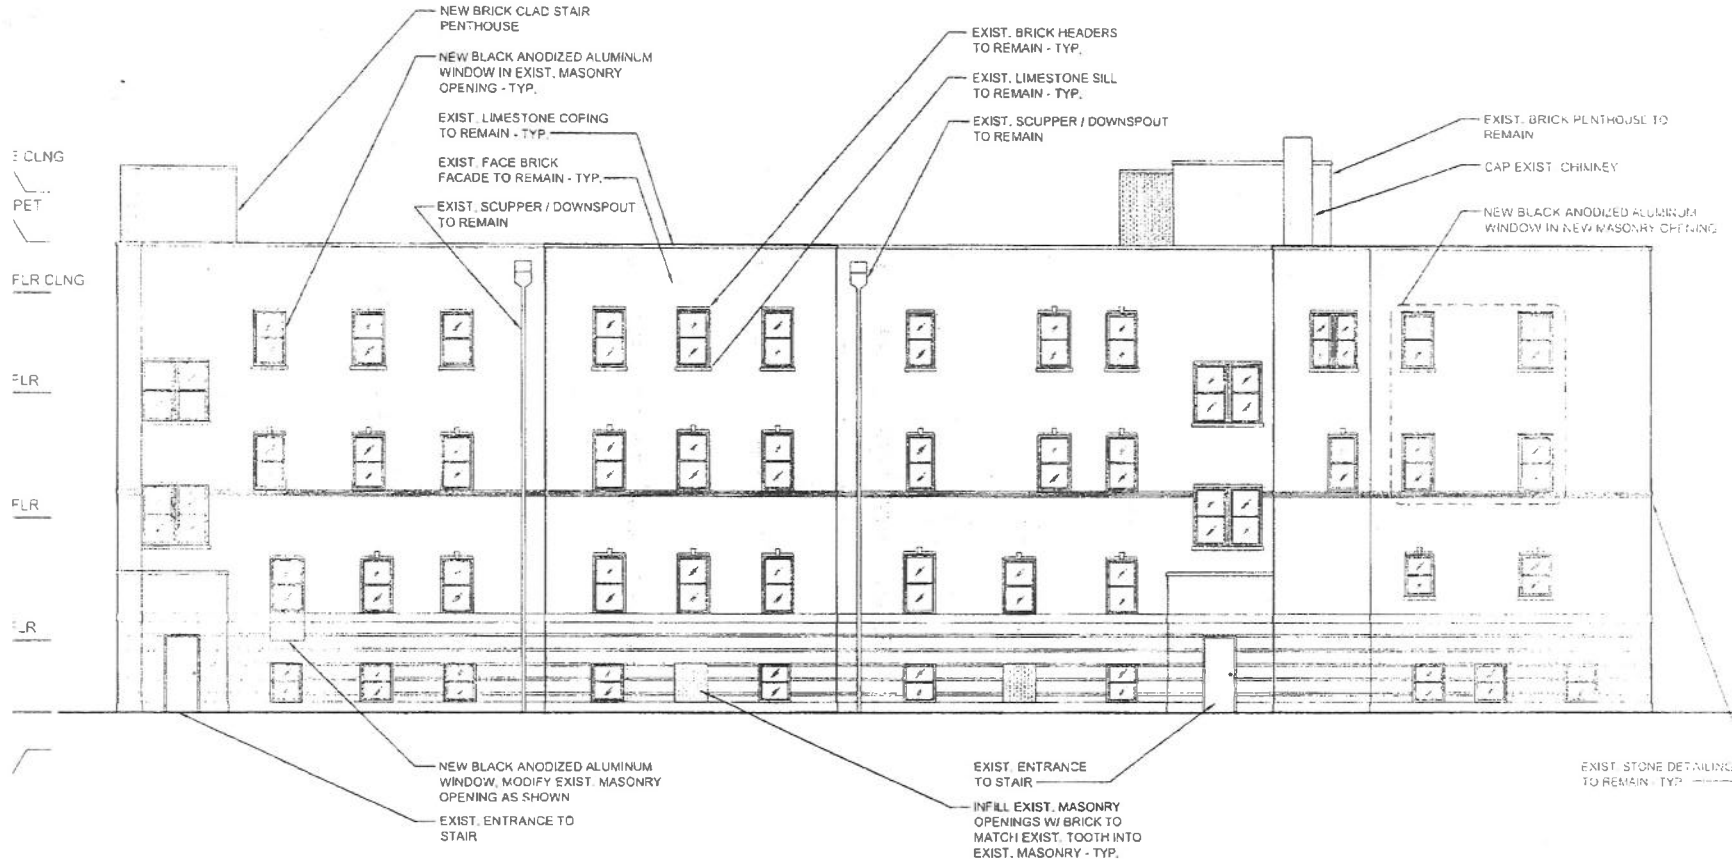 NEW BRICK CLAD STAIR
PENTHOUSE
NEW BLACK ANODIZED ALUMINUM
WINDOW IN EXIST. MASONRY
OPENING - TYP.
EXIST. LIMESTONE COPING
TO REMAIN - TYP.
EXIST. FACE BRICK
FACADE TO REMAIN - TYP.
EXIST. SCUPPER / DOWNSPOUT
TO REMAIN
EXIST. BRICK HEADERS
TO REMAIN - TYP.
EXIST. LIMESTONE SILL
TO REMAIN - TYP.
EXIST. SCUPPER / DOWNSPOUT
TO REMAIN
EXIST. BRICK PENTHOUSE TO
REMAIN
CAP EXIST. CHIMNEY
NEW BLACK ANODIZED ALUMINUM
WINDOW IN NEW MASONRY OPENING
E CLNG
PET
FLR CLNG
FLR
FLR
LR
NEW BLACK ANODIZED ALUMINUM
WINDOW, MODIFY EXIST. MASONRY
OPENING AS SHOWN
EXIST. ENTRANCE TO
STAIR
EXIST. ENTRANCE
TO STAIR
INFILL EXIST. MASONRY
OPENINGS W/ BRICK TO
MATCH EXIST. TOOTH INTO
EXIST. MASONRY - TYP.
EXIST. STONE DETAILING
TO REMAIN - TYP